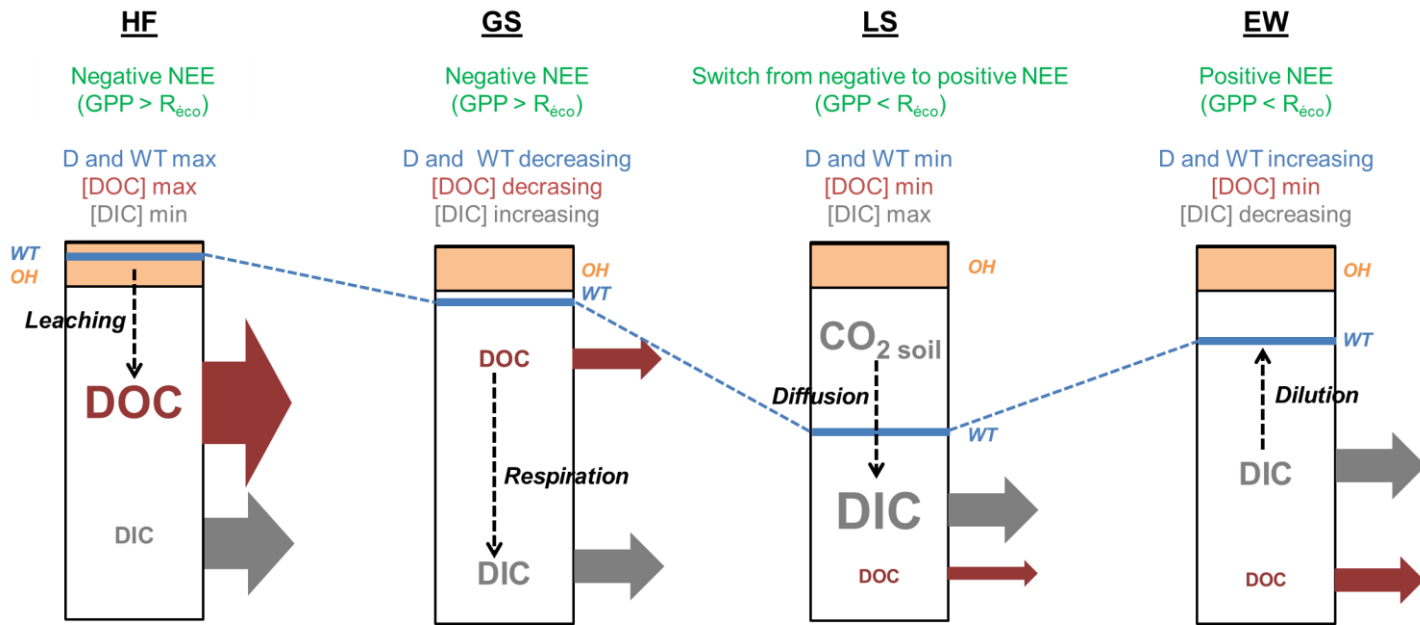 HF
Negative NEE
(GPP > Réco)
D and WT max
[DOC] max
[DIC] min
WT
OH
Leaching
DOC
DIC
GS
Negative NEE
(GPP > Réco)
D and WT decreasing
[DOC] decrasing
[DIC] increasing
OH
WT
DOC
Respiration
DIC
LS
Switch from negative to positive NEE
(GPP < Réco)
D and WT min
[DOC] min
[DIC] max
OH
CO2 soil
Diffusion
WT
DIC
DOC
EW
Positive NEE
(GPP < Réco)
D and WT increasing
[DOC] min
[DIC] decreasing
OH
WT
Dilution
DIC
DOC